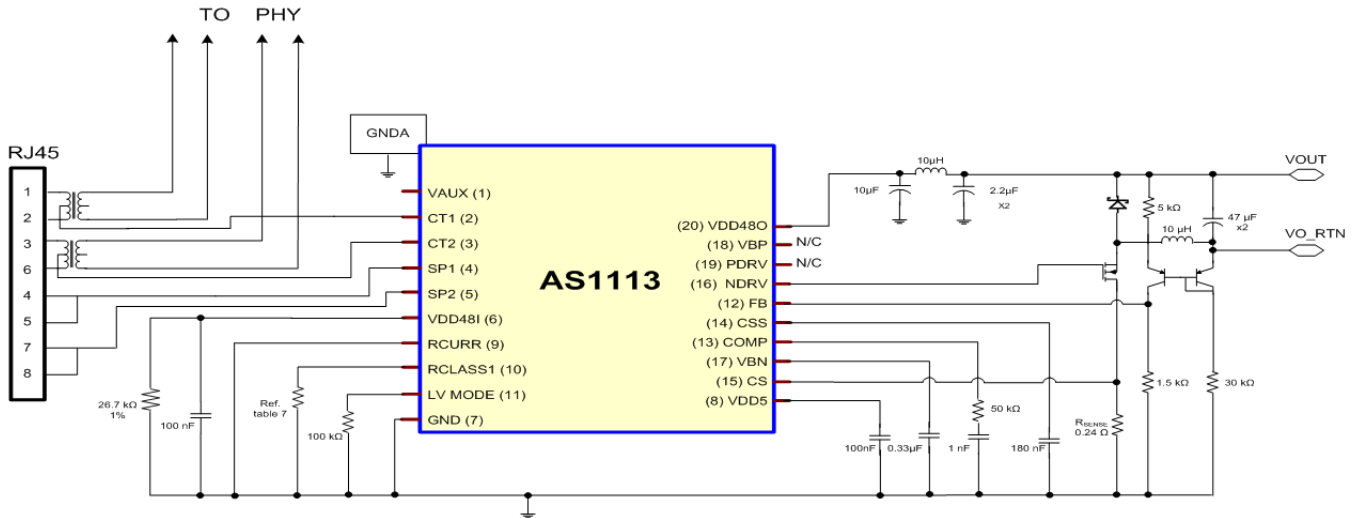 TO PHY
GNDA
RJ45
1
2
3
6
4
5
7
8
VAUX (1)
CT1 (2)
CT2 (3)
SP1 (4)
SP2 (5)
VDD48I (6)
RCURR (9)
RCLASS1 (10)
LV MODE (11)
GND (7)
AS1113
(20) VDD48O
(18) VBP
(19) PDRV
(16) NDRV
(12) FB
(14) CSS
(13) COMP
(17) VBN
(15) CS
(8) VDD5
N/C
N/C
26.7 kΩ
1%
100 nF
Ref.
table 7
100 kΩ
10µF
10µH
2.2µF
X2
5 kΩ
47 µF
x2
10 µH
VOUT
VO_RTN
100nF
0.33µF
50 kΩ
1 nF
180 nF
RSENSE
0.24 Ω
1.5 kΩ
30 kΩ